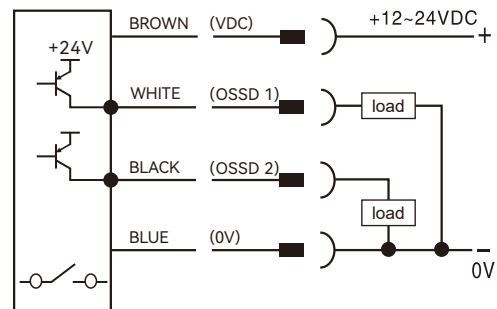 BROWN (VDC) +12~24VDC +
+24V
WHITE (OSSD 1) load
BLACK (OSSD 2)
load
BLUE (0V) -
0V